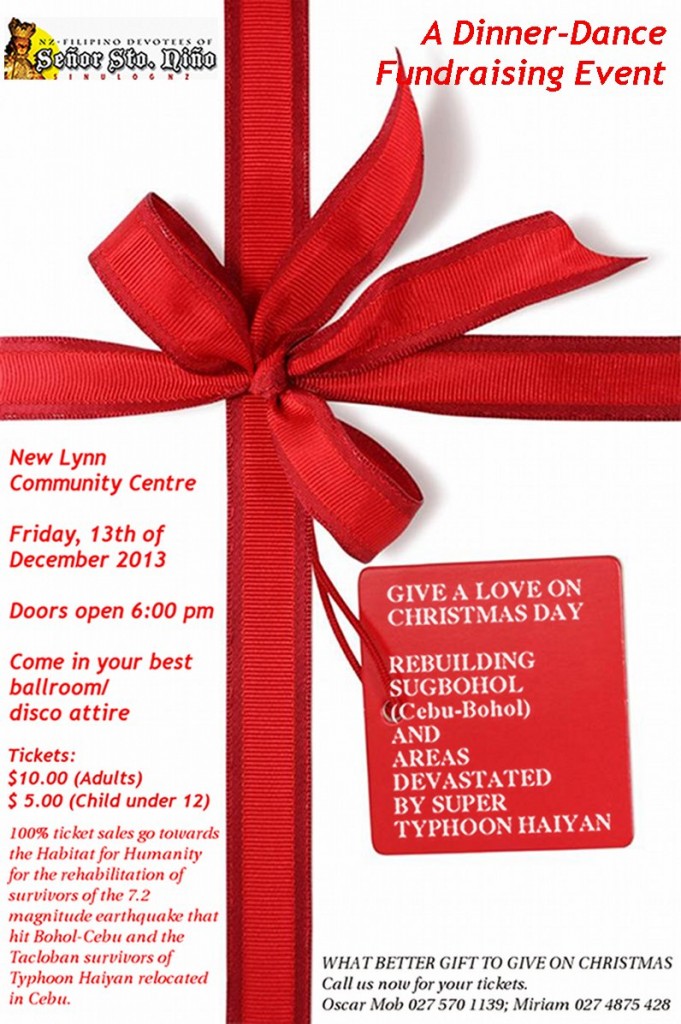 NZ-FILIPINO DEVOTEES OF
Señor Sto. Niño
SINULOGNZ
A Dinner-Dance
Fundraising Event
New Lynn
Community Centre
Friday, 13th of
December 2013
Doors open 6:00 pm
Come in your best
ballroom/
disco attire
Tickets:
$10.00 (Adults)
$ 5.00 (Child under 12)
100% ticket sales go towards
the Habitat for Humanity
for the rehabilitation of
survivors of the 7.2
magnitude earthquake that
hit Bohol-Cebu and the
Tacloban survivors of
Typhoon Haiyan relocated
in Cebu.
GIVE A LOVE ON
CHRISTMAS DAY
REBUILDING
SUGBOHOL
(Cebu-Bohol)
AND
AREAS
DEVASTATED
BY SUPER
TYPHOON HAIYAN
WHAT BETTER GIFT TO GIVE ON CHRISTMAS
Call us now for your tickets.
Oscar Mob 027 570 1139; Miriam 027 4875 428